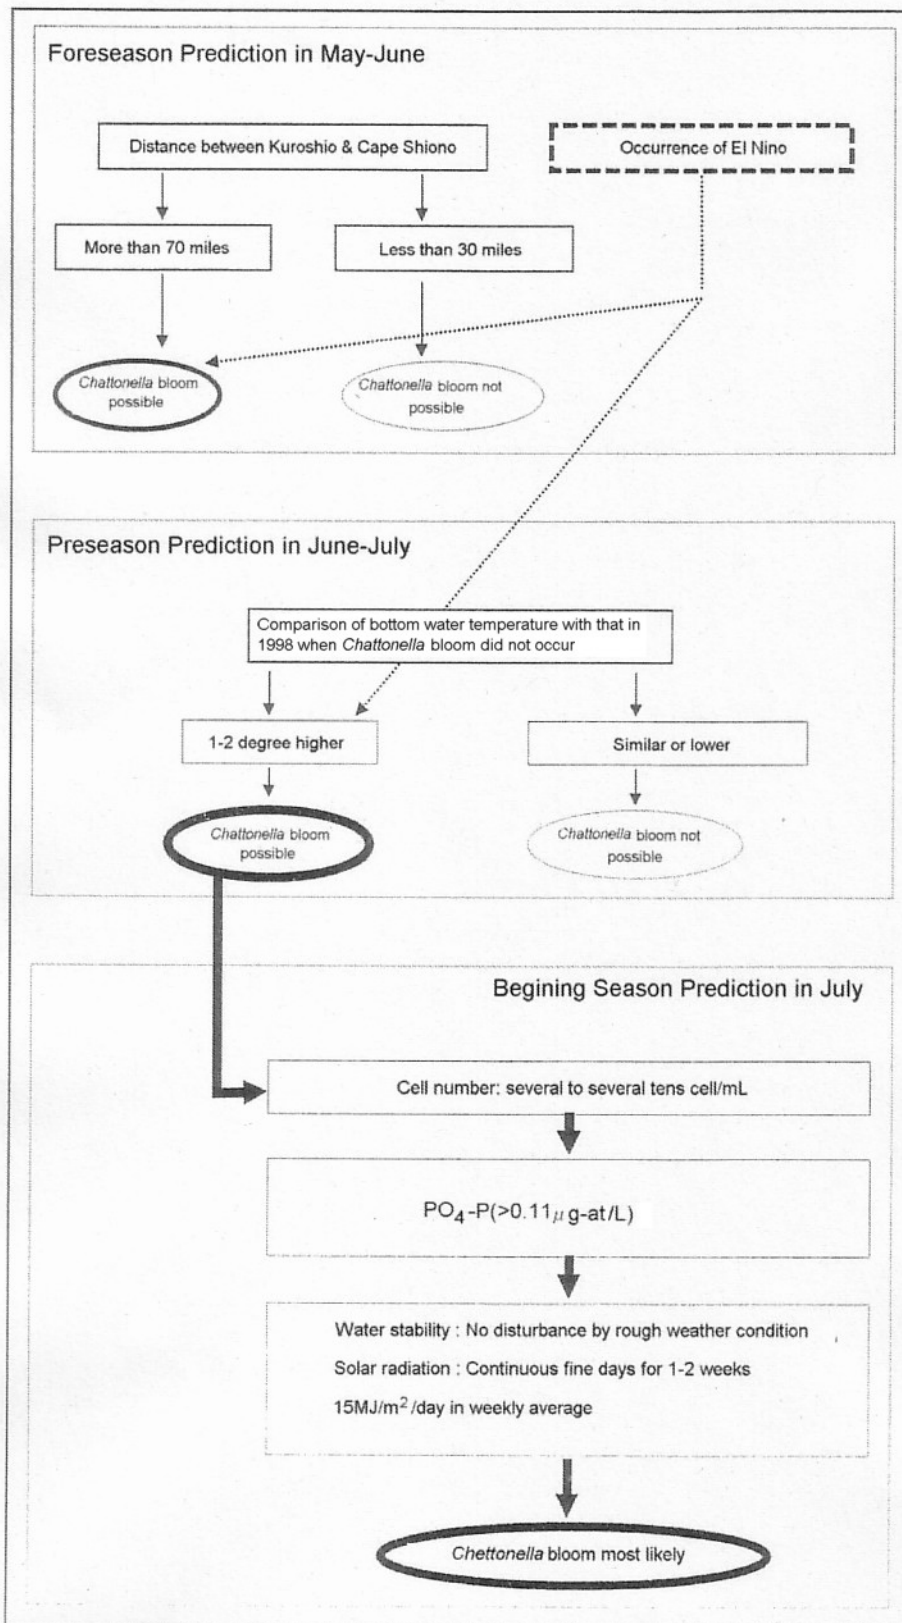 Foreseason Prediction in May-June
Distance between Kuroshio & Cape Shiono
Occurrence of El Nino
More than 70 miles
Less than 30 miles
Chattonella bloom
possible
Chattonella bloom not
possible
Preseason Prediction in June-July
Comparison of bottom water temperature with that in
1998 when Chattonella bloom did not occur
1-2 degree higher
Similar or lower
Chattonella bloom
possible
Chattonella bloom not
possible
Begining Season Prediction in July
Cell number: several to several tens cell/mL
PO₄-P(>0.11μg-at/L)
Water stability : No disturbance by rough weather condition
Solar radiation : Continuous fine days for 1-2 weeks
15MJ/m²/day in weekly average
Chettonella bloom most likely